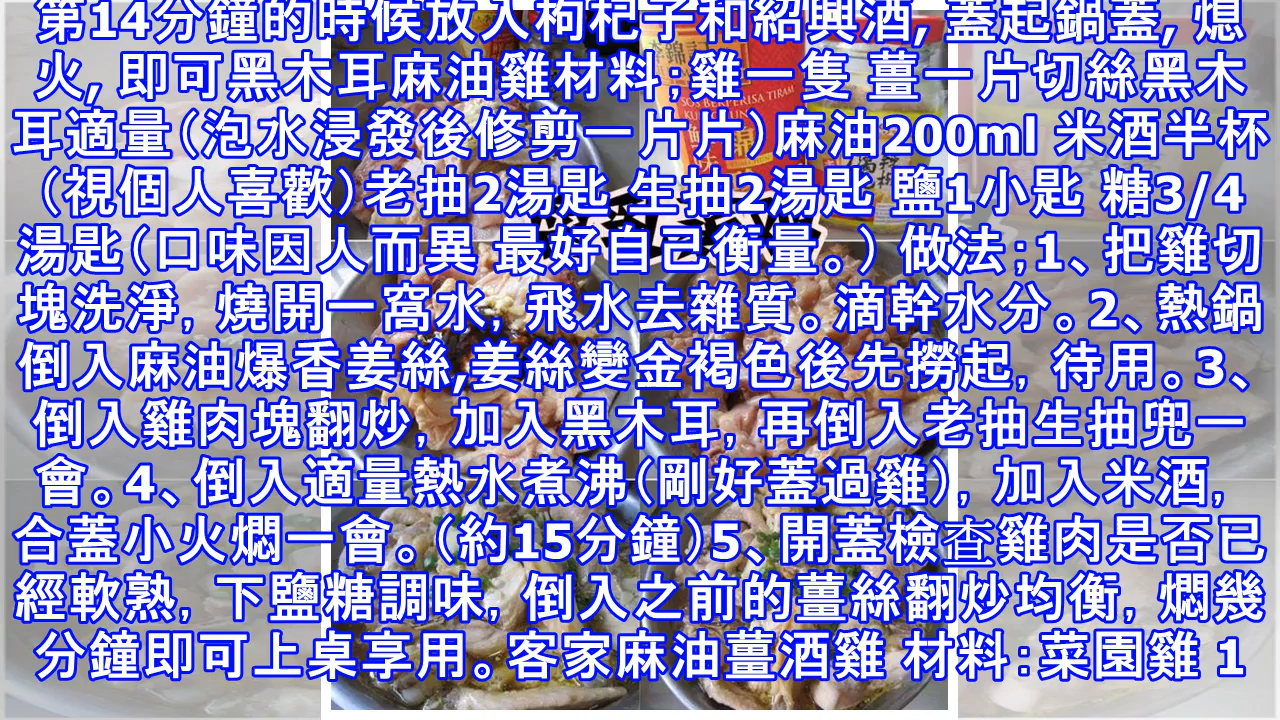 第14分鐘的時候放入枸杞子和紹興酒, 蓋起鍋蓋, 熄
火, 即可黑木耳麻油雞材料;雞一隻 薑一片切絲黑木
耳適量(泡水浸發後修剪一片片)麻油200ml 米酒半杯
(視個人喜歡)老抽2湯匙 生抽2湯匙 鹽1小匙 糖3/4
湯匙(口味因人而異 最好自己衡量。) 做法;1、把雞切
塊洗淨, 燒開一窩水, 飛水去雜質。滴幹水分。2、熱鍋
倒入麻油爆香姜絲,姜絲變金褐色後先撈起, 待用。3、
倒入雞肉塊翻炒, 加入黑木耳, 再倒入老抽生抽兜一
會。4、倒入適量熱水煮沸(剛好蓋過雞), 加入米酒,
合蓋小火燜一會。(約15分鐘)5、開蓋檢查雞肉是否已
經軟熟, 下鹽糖調味, 倒入之前的薑絲翻炒均衡, 燜幾
分鐘即可上桌享用。客家麻油薑酒雞 材料:菜園雞 1
SOS BERPERISA TIRAM